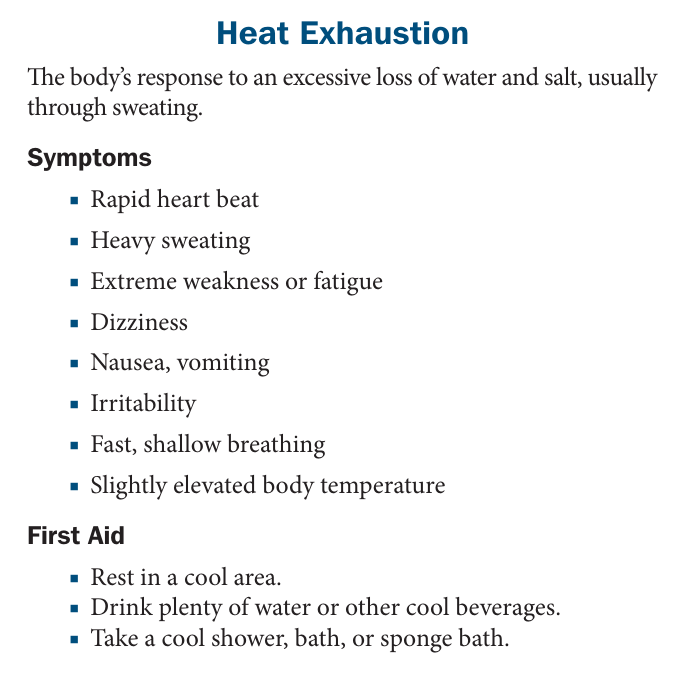 Heat Exhaustion
The body’s response to an excessive loss of water and salt, usually
through sweating.
Symptoms
▪ Rapid heart beat
▪ Heavy sweating
▪ Extreme weakness or fatigue
▪ Dizziness
▪ Nausea, vomiting
▪ Irritability
▪ Fast, shallow breathing
▪ Slightly elevated body temperature
First Aid
▪ Rest in a cool area.
▪ Drink plenty of water or other cool beverages.
▪ Take a cool shower, bath, or sponge bath.